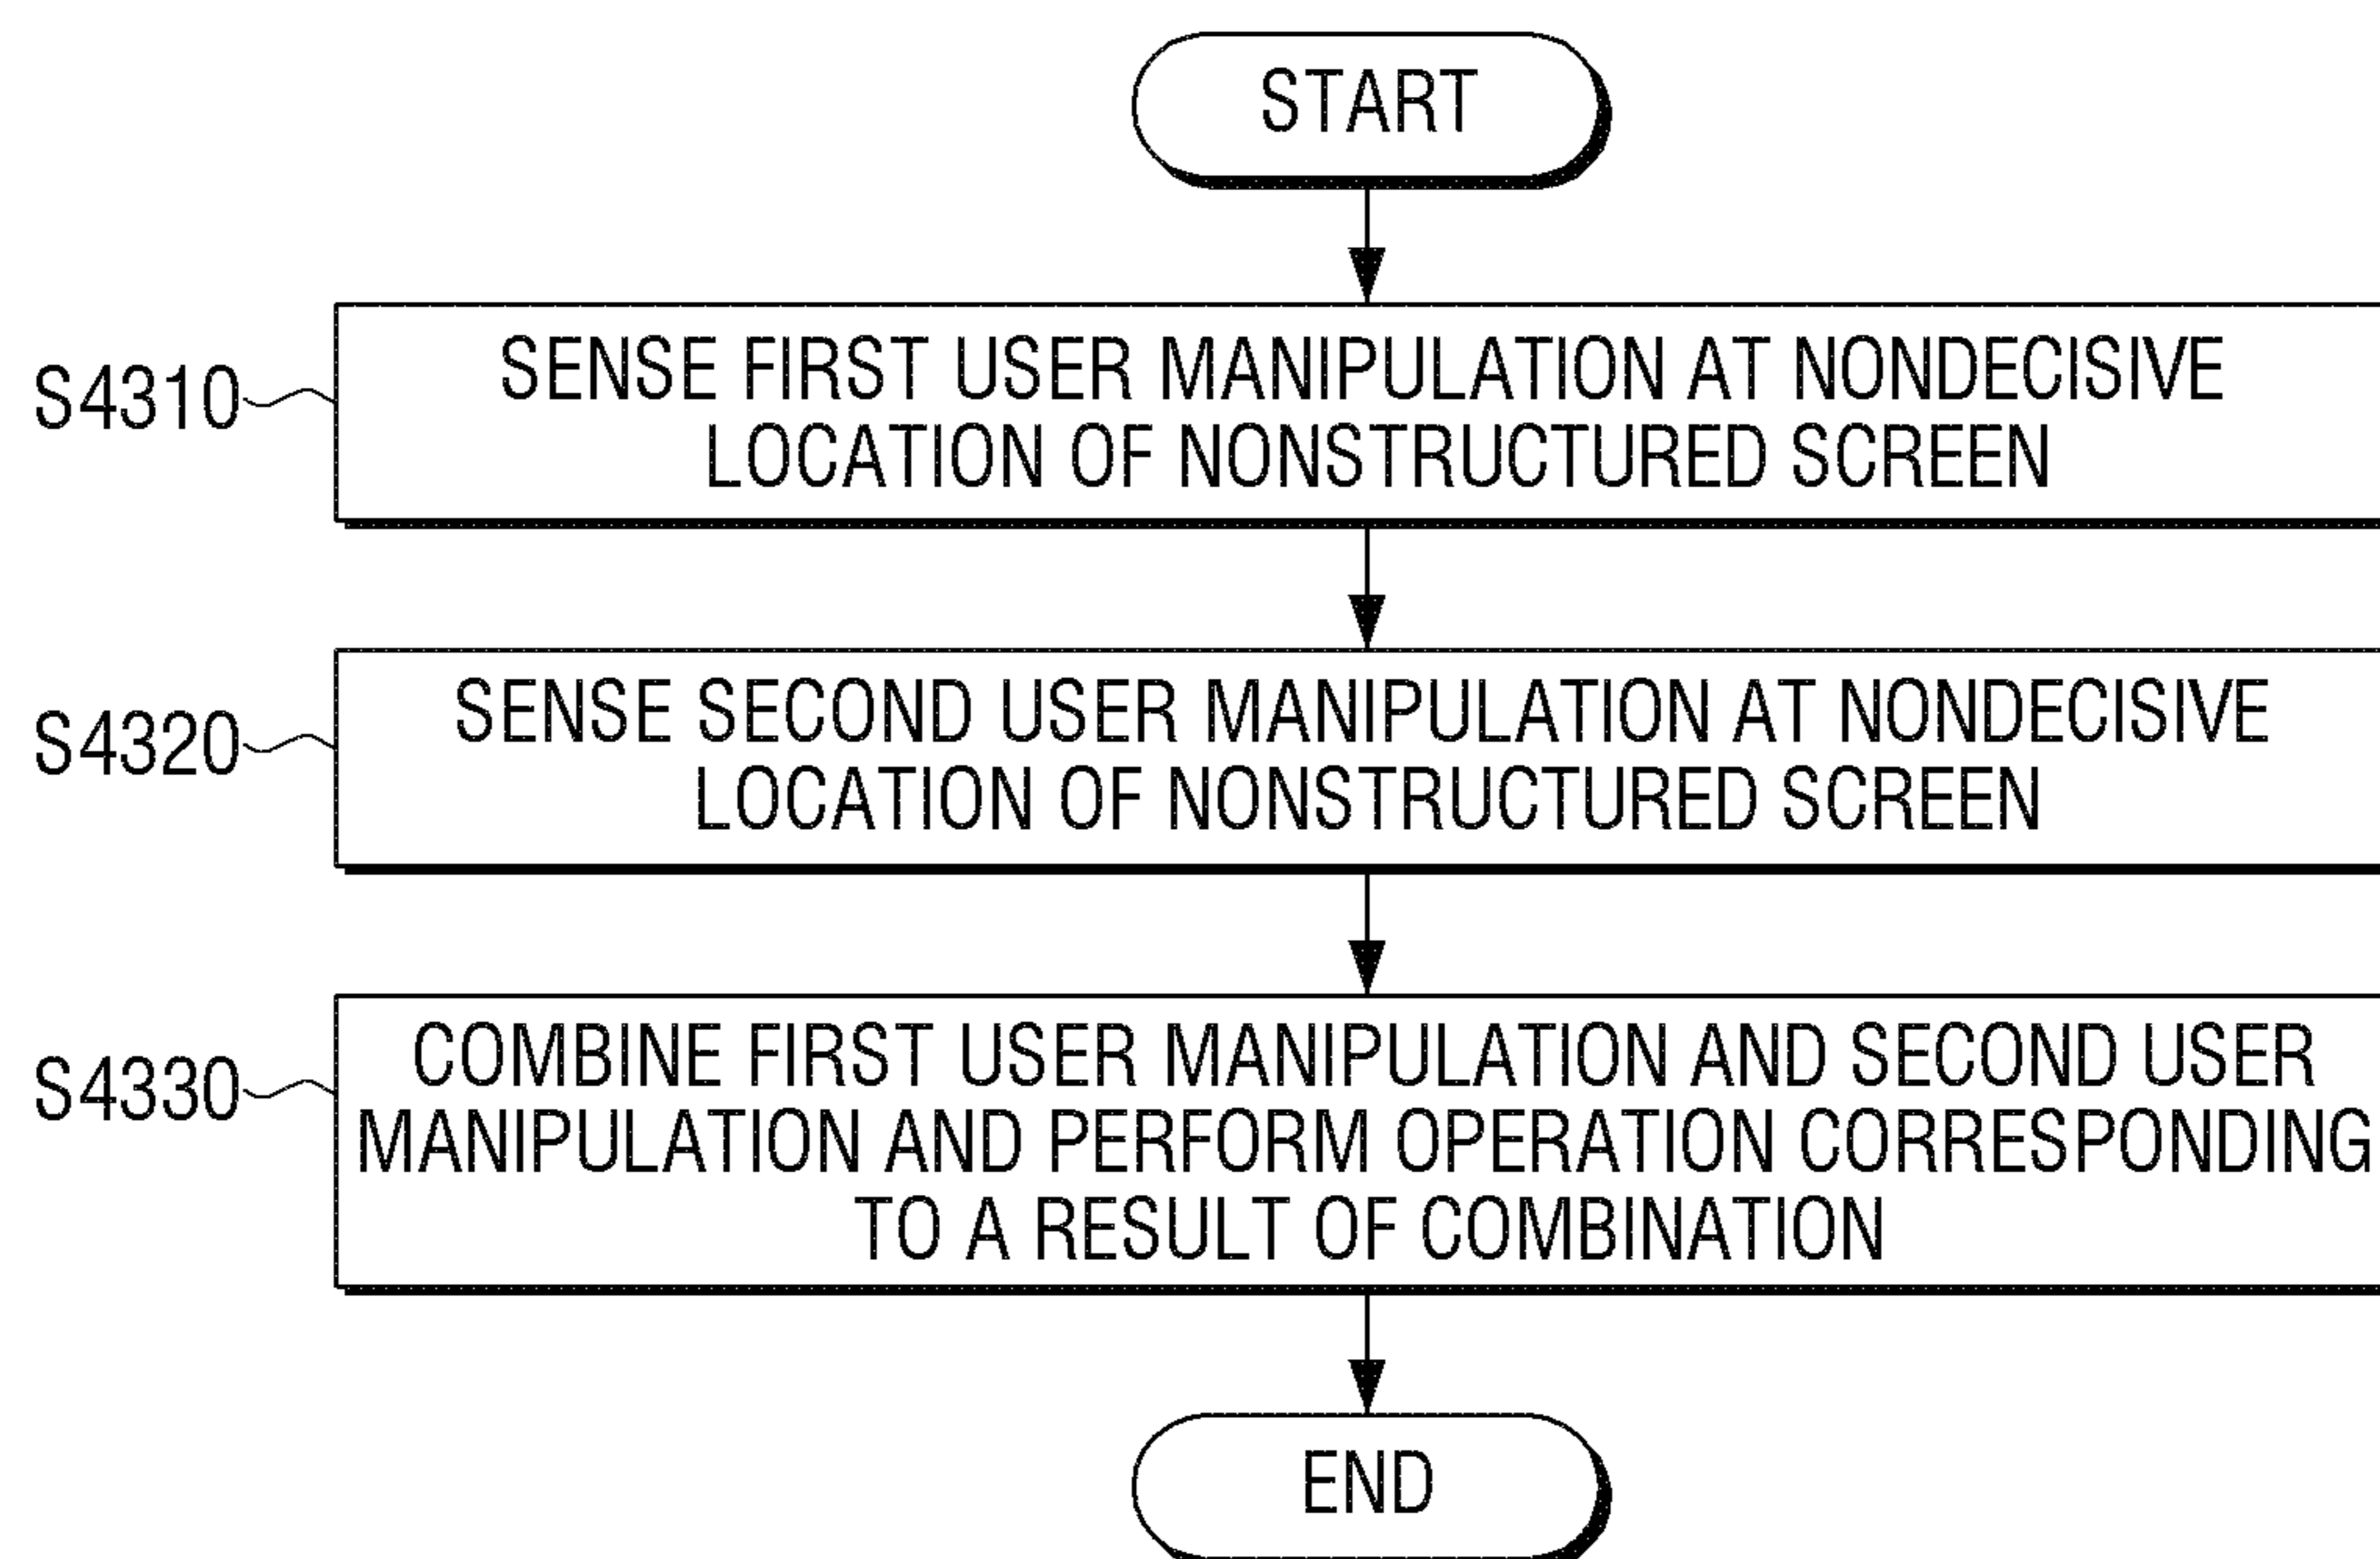 START
S4310
SENSE FIRST USER MANIPULATION AT NONDECISIVE
LOCATION OF NONSTRUCTURED SCREEN
S4320
SENSE SECOND USER MANIPULATION AT NONDECISIVE
LOCATION OF NONSTRUCTURED SCREEN
S4330
COMBINE FIRST USER MANIPULATION AND SECOND USER
MANIPULATION AND PERFORM OPERATION CORRESPONDING
TO A RESULT OF COMBINATION
END